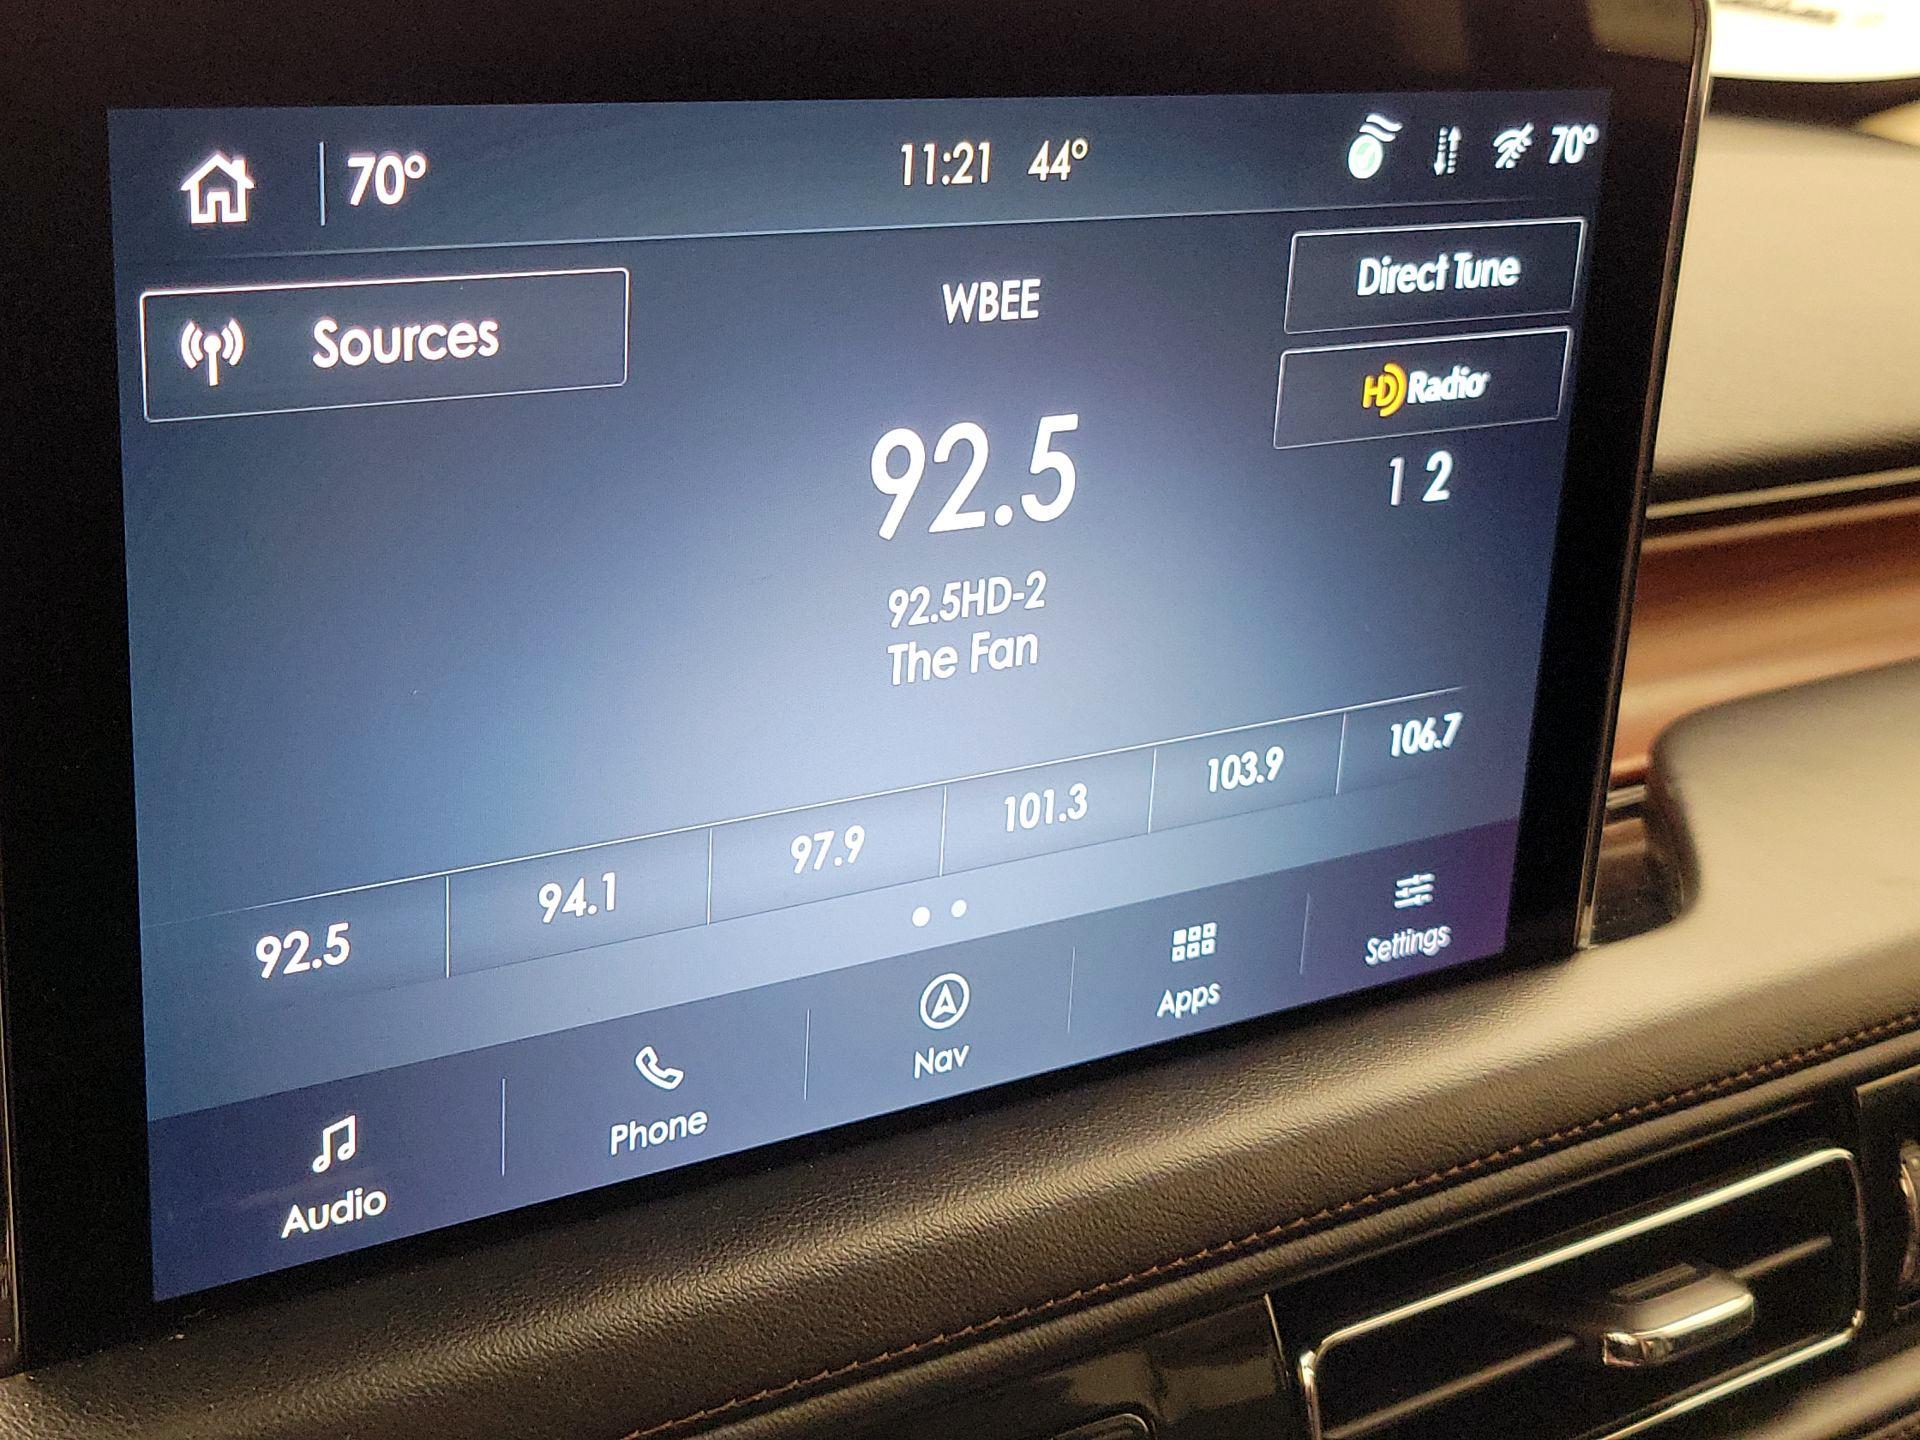 70°
11:21 44°
70°
Sources
WBEE
Direct Tune
HD Radio
92.5
1 2
92.5HD-2
The Fan
92.5
94.1
97.9
101.3
103.9
106.7
Audio
Phone
Nav
Apps
Settings